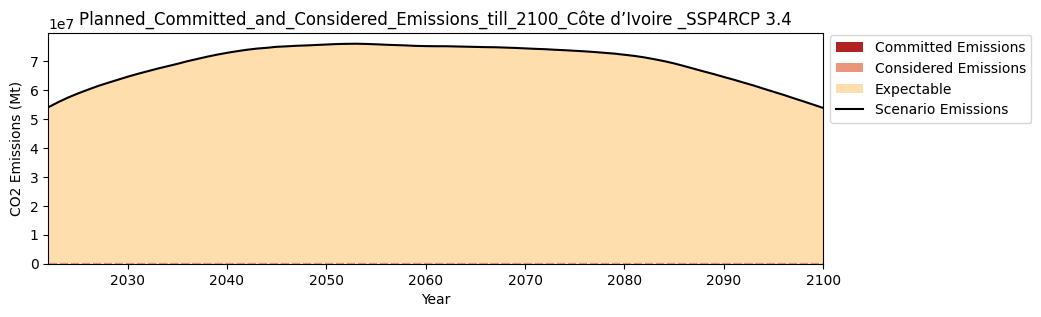 Planned_Committed_and_Considered_Emissions_till_2100_Côte d’Ivoire _SSP4RCP 3.4
1e7
7
6
5
4
3
2
1
0
CO2 Emissions (Mt)
2030 2040 2050 2060 2070 2080 2090 2100
Year
Committed Emissions
Considered Emissions
Expectable
Scenario Emissions